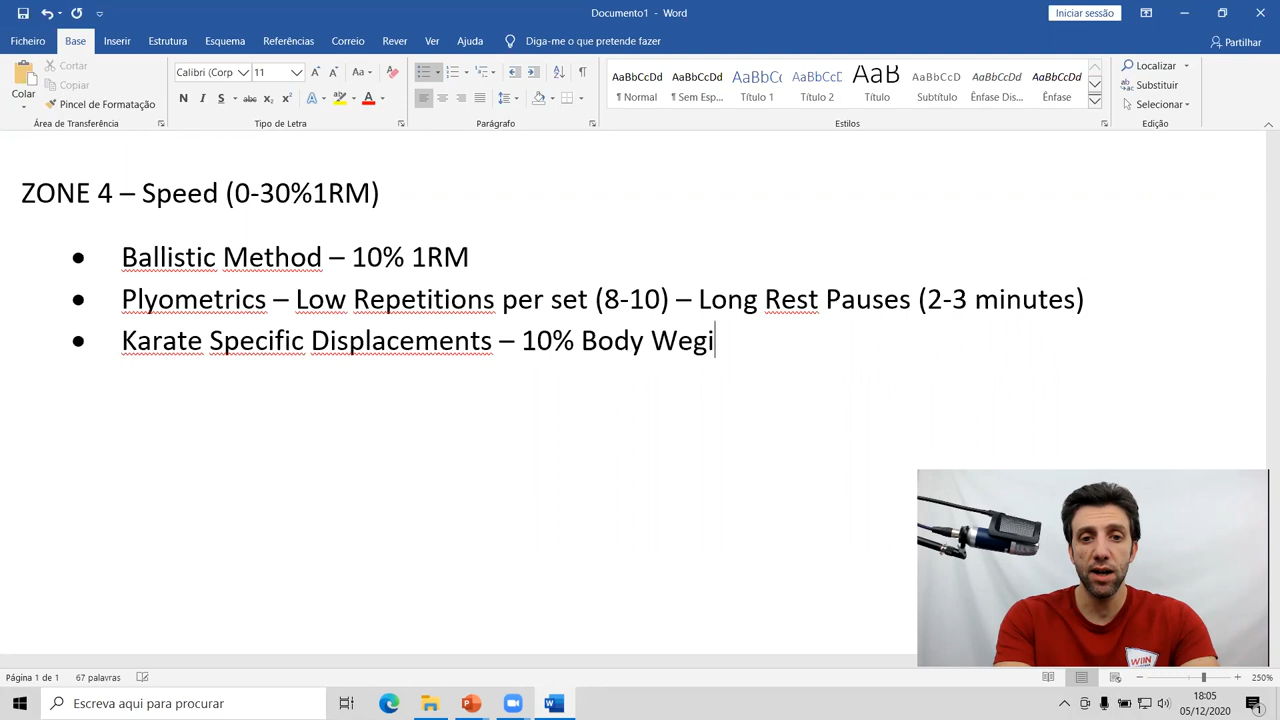 Documento1 - Word
Iniciar sessão
Ficheiro Base Inserir Estrutura Esquema Referências Correio Rever Ver Ajuda Diga-me o que pretende fazer Partilhar
Colar
Cortar
Copiar
Pincel de Formatação
Área de Transferência
Calibri (Corp 11
Tipo de Letra
Parágrafo
AaBbCcDd AaBbCcDd AaBbCc AaBbCcD AaB AaBbCcD AaBbCcDd AaBbCcDd
¶ Normal ¶ Sem Esp... Título 1 Título 2 Título Subtítulo Ênfase Dis... Ênfase
Estilos
Localizar
Substituir
Selecionar
Edição
ZONE 4 – Speed (0-30%1RM)
• Ballistic Method – 10% 1RM
• Plyometrics – Low Repetitions per set (8-10) – Long Rest Pauses (2-3 minutes)
• Karate Specific Displacements – 10% Body Wegi
WIIN
Página 1 de 1 67 palavras 250%
Escreva aqui para procurar
18:05
05/12/2020